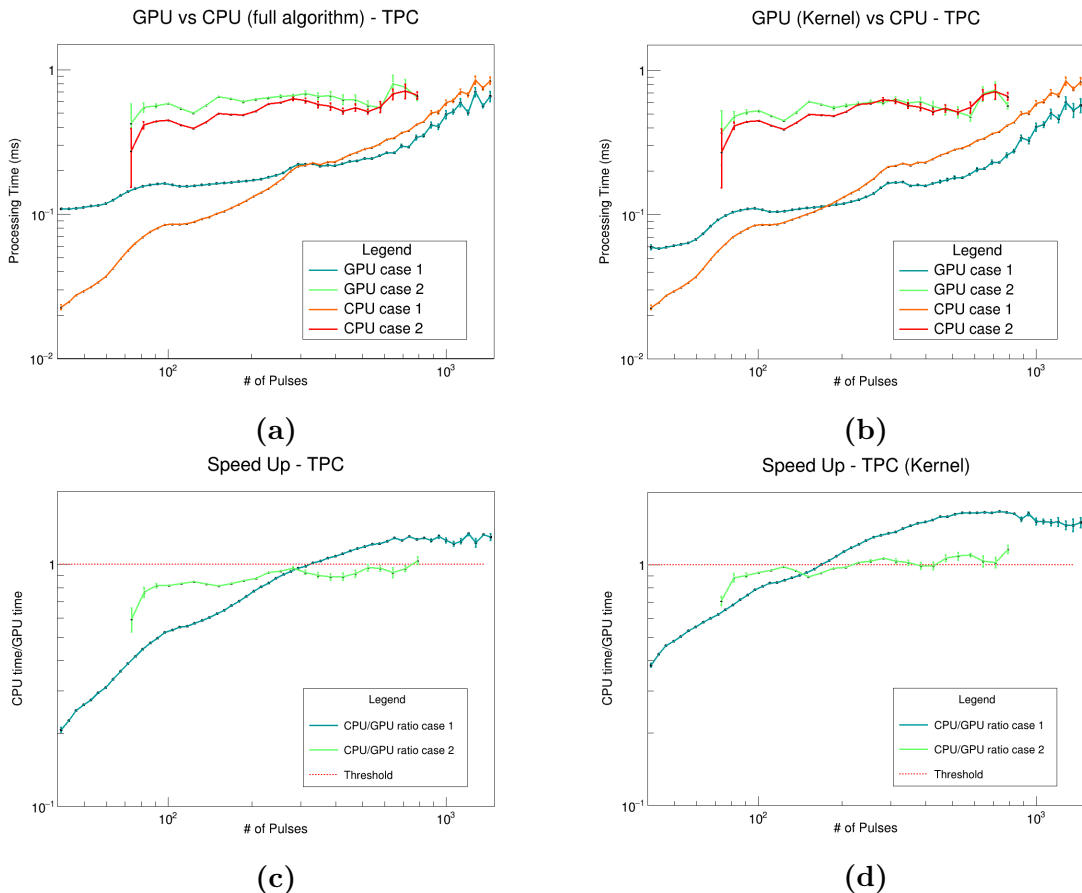 GPU vs CPU (full algorithm) - TPC
Processing Time (ms)
1
10⁻¹
10⁻²
10²
10³
# of Pulses
Legend
GPU case 1
GPU case 2
CPU case 1
CPU case 2
(a)
GPU (Kernel) vs CPU - TPC
Processing Time (ms)
1
10⁻¹
10⁻²
10²
10³
# of Pulses
Legend
GPU case 1
GPU case 2
CPU case 1
CPU case 2
(b)
Speed Up - TPC
CPU time/GPU time
1
10⁻¹
10²
10³
# of Pulses
Legend
CPU/GPU ratio case 1
CPU/GPU ratio case 2
Threshold
(c)
Speed Up - TPC (Kernel)
CPU time/GPU time
1
10⁻¹
10²
10³
# of Pulses
Legend
CPU/GPU ratio case 1
CPU/GPU ratio case 2
Threshold
(d)